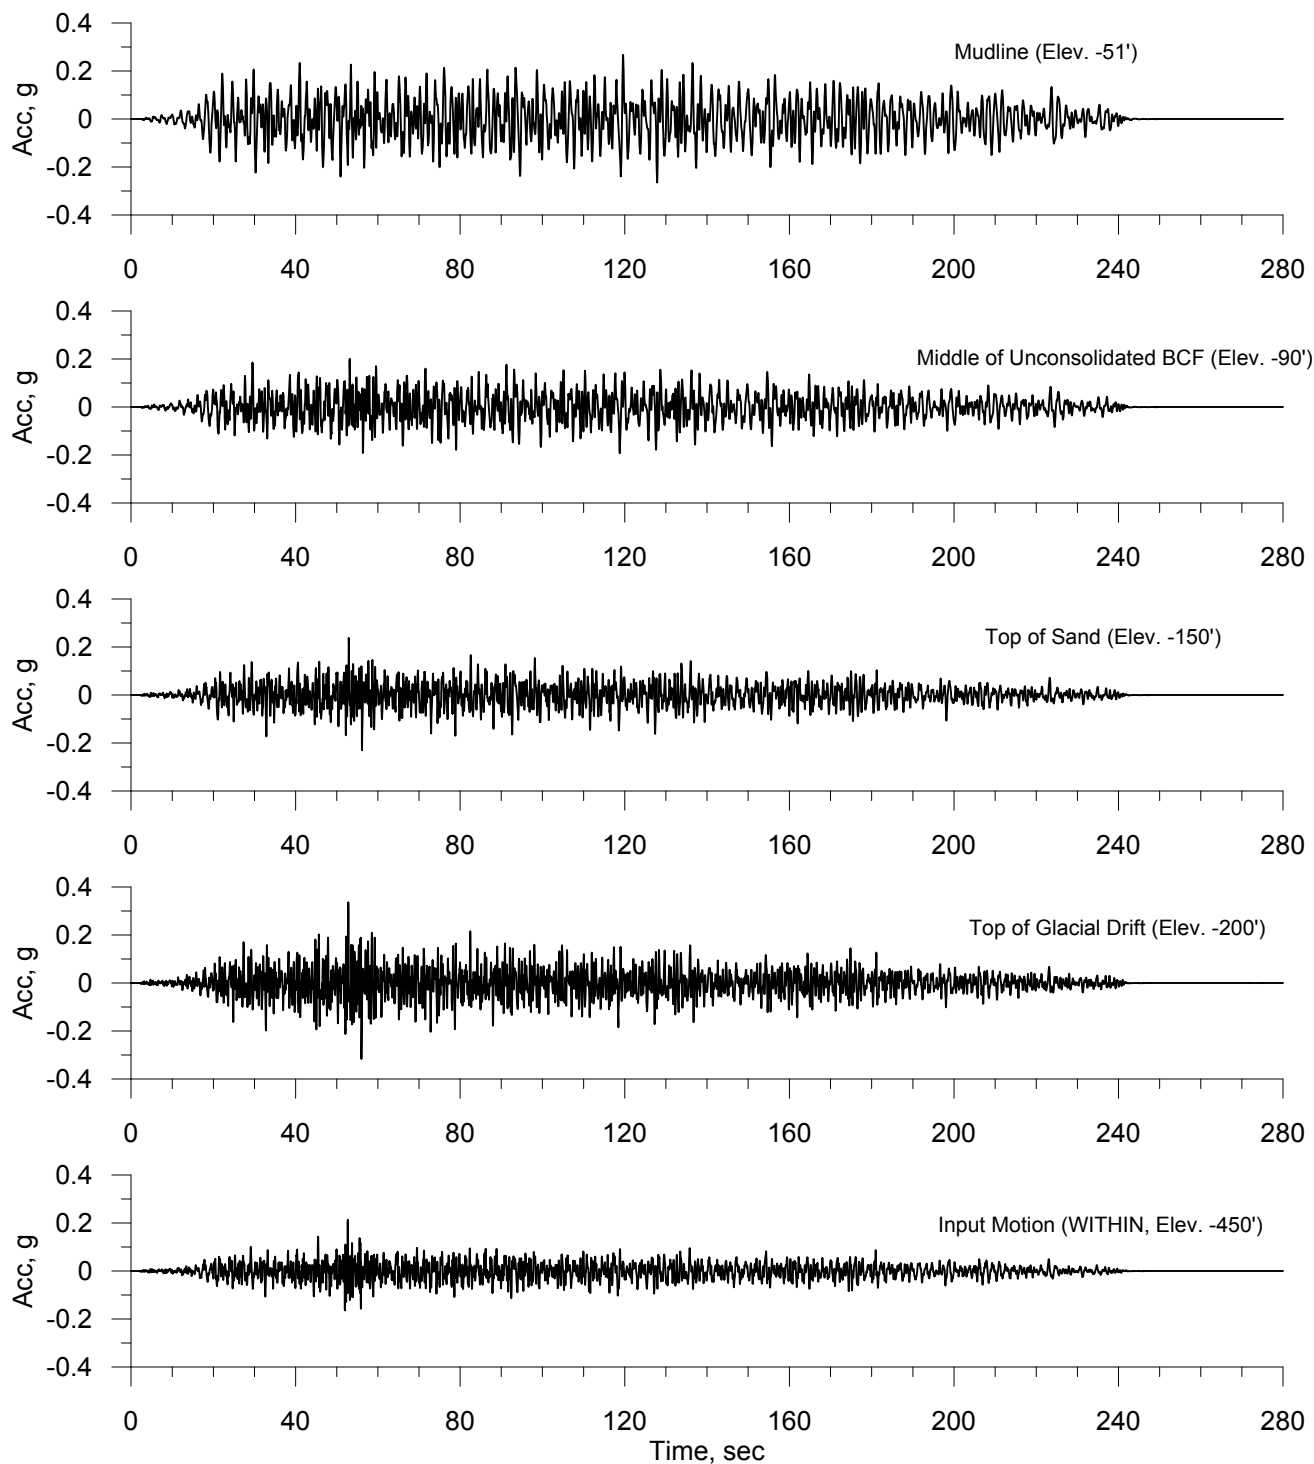 0.4
Mudline (Elev. -51')
0.2
0
-0.2
-0.4
Acc, g
0 40 80 120 160 200 240 280
0.4
Middle of Unconsolidated BCF (Elev. -90')
0.2
0
-0.2
-0.4
Acc, g
0 40 80 120 160 200 240 280
0.4
Top of Sand (Elev. -150')
0.2
0
-0.2
-0.4
Acc, g
0 40 80 120 160 200 240 280
0.4
Top of Glacial Drift (Elev. -200')
0.2
0
-0.2
-0.4
Acc, g
0 40 80 120 160 200 240 280
0.4
Input Motion (WITHIN, Elev. -450')
0.2
0
-0.2
-0.4
Acc, g
0 40 80 120 160 200 240 280
Time, sec